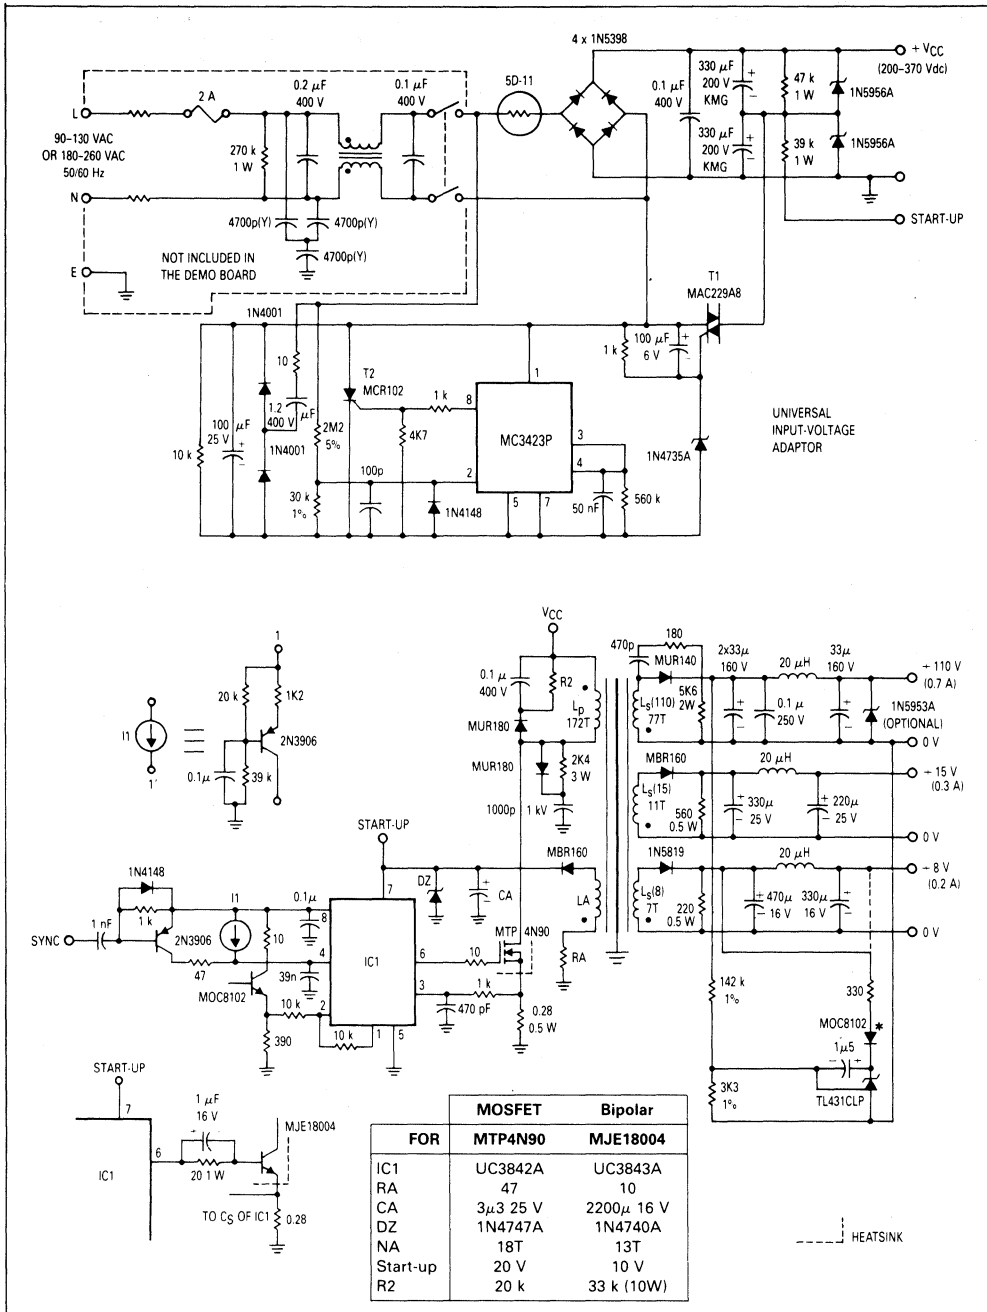 4 x 1N5398
+ VCC
(200–370 Vdc)
5D-11
0.1 µF
400 V
330 µF
200 V
KMG
47 k
1 W
1N5956A
330 µF
200 V
KMG
39 k
1 W
1N5956A
START-UP
L
2 A
0.2 µF
400 V
0.1 µF
400 V
90–130 VAC
OR 180–260 VAC
50/60 Hz
270 k
1 W
N
4700p(Y)
4700p(Y)
4700p(Y)
E
NOT INCLUDED IN
THE DEMO BOARD
T1
MAC229A8
1N4001
10
1.2 µF
400 V
T2
MCR102
1 k
8
1
MC3423P
3
4
2
5
7
1 k
100 µF
6 V
UNIVERSAL
INPUT-VOLTAGE
ADAPTOR
10 k
100 µF
25 V
1N4001
2M2
5%
4K7
100p
30 k
1%
1N4148
50 nF
560 k
1N4735A
1
20 k
1K2
I1
2N3906
1'
0.1µ
39 k
VCC
0.1 µ
400 V
R2
MUR180
Lp
172T
MUR180
2K4
3 W
1000p
1 kV
470p
180
MUR140
5K6
2W
Ls(110)
77T
2x33µ
160 V
0.1 µ
250 V
20 µH
33µ
160 V
+ 110 V
(0.7 A)
1N5953A
(OPTIONAL)
0 V
MBR160
Ls(15)
11T
560
0.5 W
20 µH
330µ
25 V
220µ
25 V
+ 15 V
(0.3 A)
0 V
1N5819
Ls(8)
7T
220
0.5 W
20 µH
470µ
16 V
330µ
16 V
+ 8 V
(0.2 A)
0 V
START-UP
7
DZ
CA
MBR160
LA
RA
1N4148
1 k
1 nF
SYNC
2N3906
47
I1
10
0.1µ
8
4
39n
IC1
6
10
MTP 4N90
3
1 k
470 pF
0.28
0.5 W
MOC8102
10 k
2
10 k
1
5
390
142 k
1%
330
MOC8102 *
1µ5
3K3
1%
TL431CLP
START-UP
7
1 µF
16 V
MJE18004
6
IC1
20 1 W
TO CS OF IC1
0.28
MOSFET Bipolar
FOR MTP4N90 MJE18004
IC1 UC3842A UC3843A
RA 47 10
CA 3µ3 25 V 2200µ 16 V
DZ 1N4747A 1N4740A
NA 18T 13T
Start-up 20 V 10 V
R2 20 k 33 k (10W)
HEATSINK